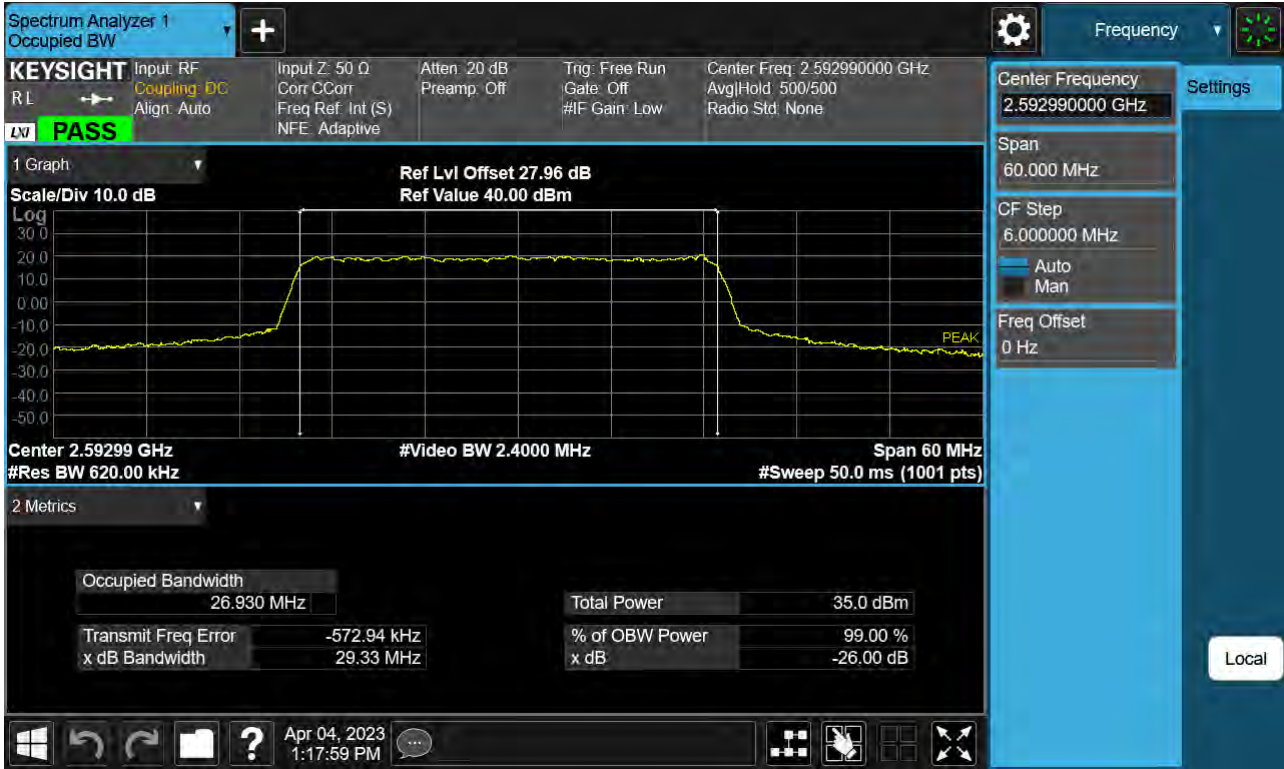 Spectrum Analyzer 1
Occupied BW
Frequency
KEYSIGHT
R L
LXI
PASS
Input: RF
Coupling: DC
Align: Auto
Input Z: 50 Ω
Corr CCorr
Freq Ref: Int (S)
NFE: Adaptive
Atten: 20 dB
Preamp: Off
Trig: Free Run
Gate: Off
#IF Gain: Low
Center Freq: 2.592990000 GHz
Avg|Hold: 500/500
Radio Std: None
Center Frequency
2.592990000 GHz
Settings
Span
60.000 MHz
CF Step
6.000000 MHz
Auto
Man
Freq Offset
0 Hz
Local
1 Graph
Scale/Div 10.0 dB
Ref Lvl Offset 27.96 dB
Ref Value 40.00 dBm
Log
30.0
20.0
10.0
0.00
-10.0
-20.0
-30.0
-40.0
-50.0
PEAK
Center 2.59299 GHz
#Video BW 2.4000 MHz
Span 60 MHz
#Res BW 620.00 kHz
#Sweep 50.0 ms (1001 pts)
2 Metrics
Occupied Bandwidth
26.930 MHz
Total Power 35.0 dBm
Transmit Freq Error -572.94 kHz
% of OBW Power 99.00 %
x dB Bandwidth 29.33 MHz
x dB -26.00 dB
?
Apr 04, 2023
1:17:59 PM